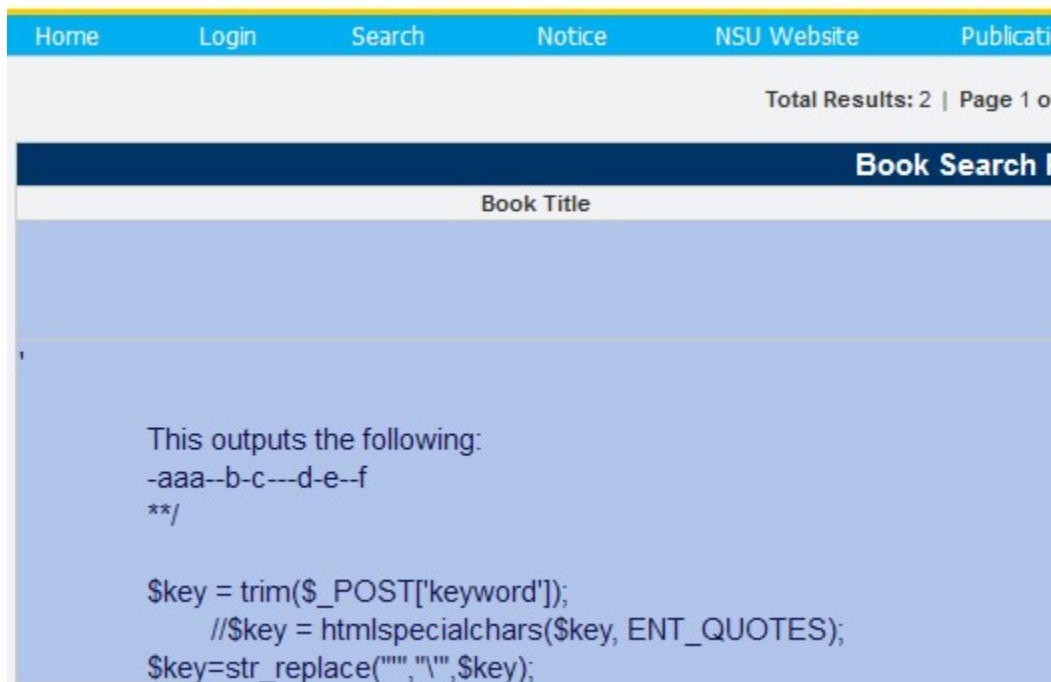 Home Login Search Notice NSU Website Publicati
Total Results: 2 | Page 1 o
Book Search
Book Title
'
This outputs the following:
-aaa--b-c---d-e--f
**/
$key = trim($_POST['keyword']);
//$key = htmlspecialchars($key, ENT_QUOTES);
$key=str_replace("'","\'",$key);